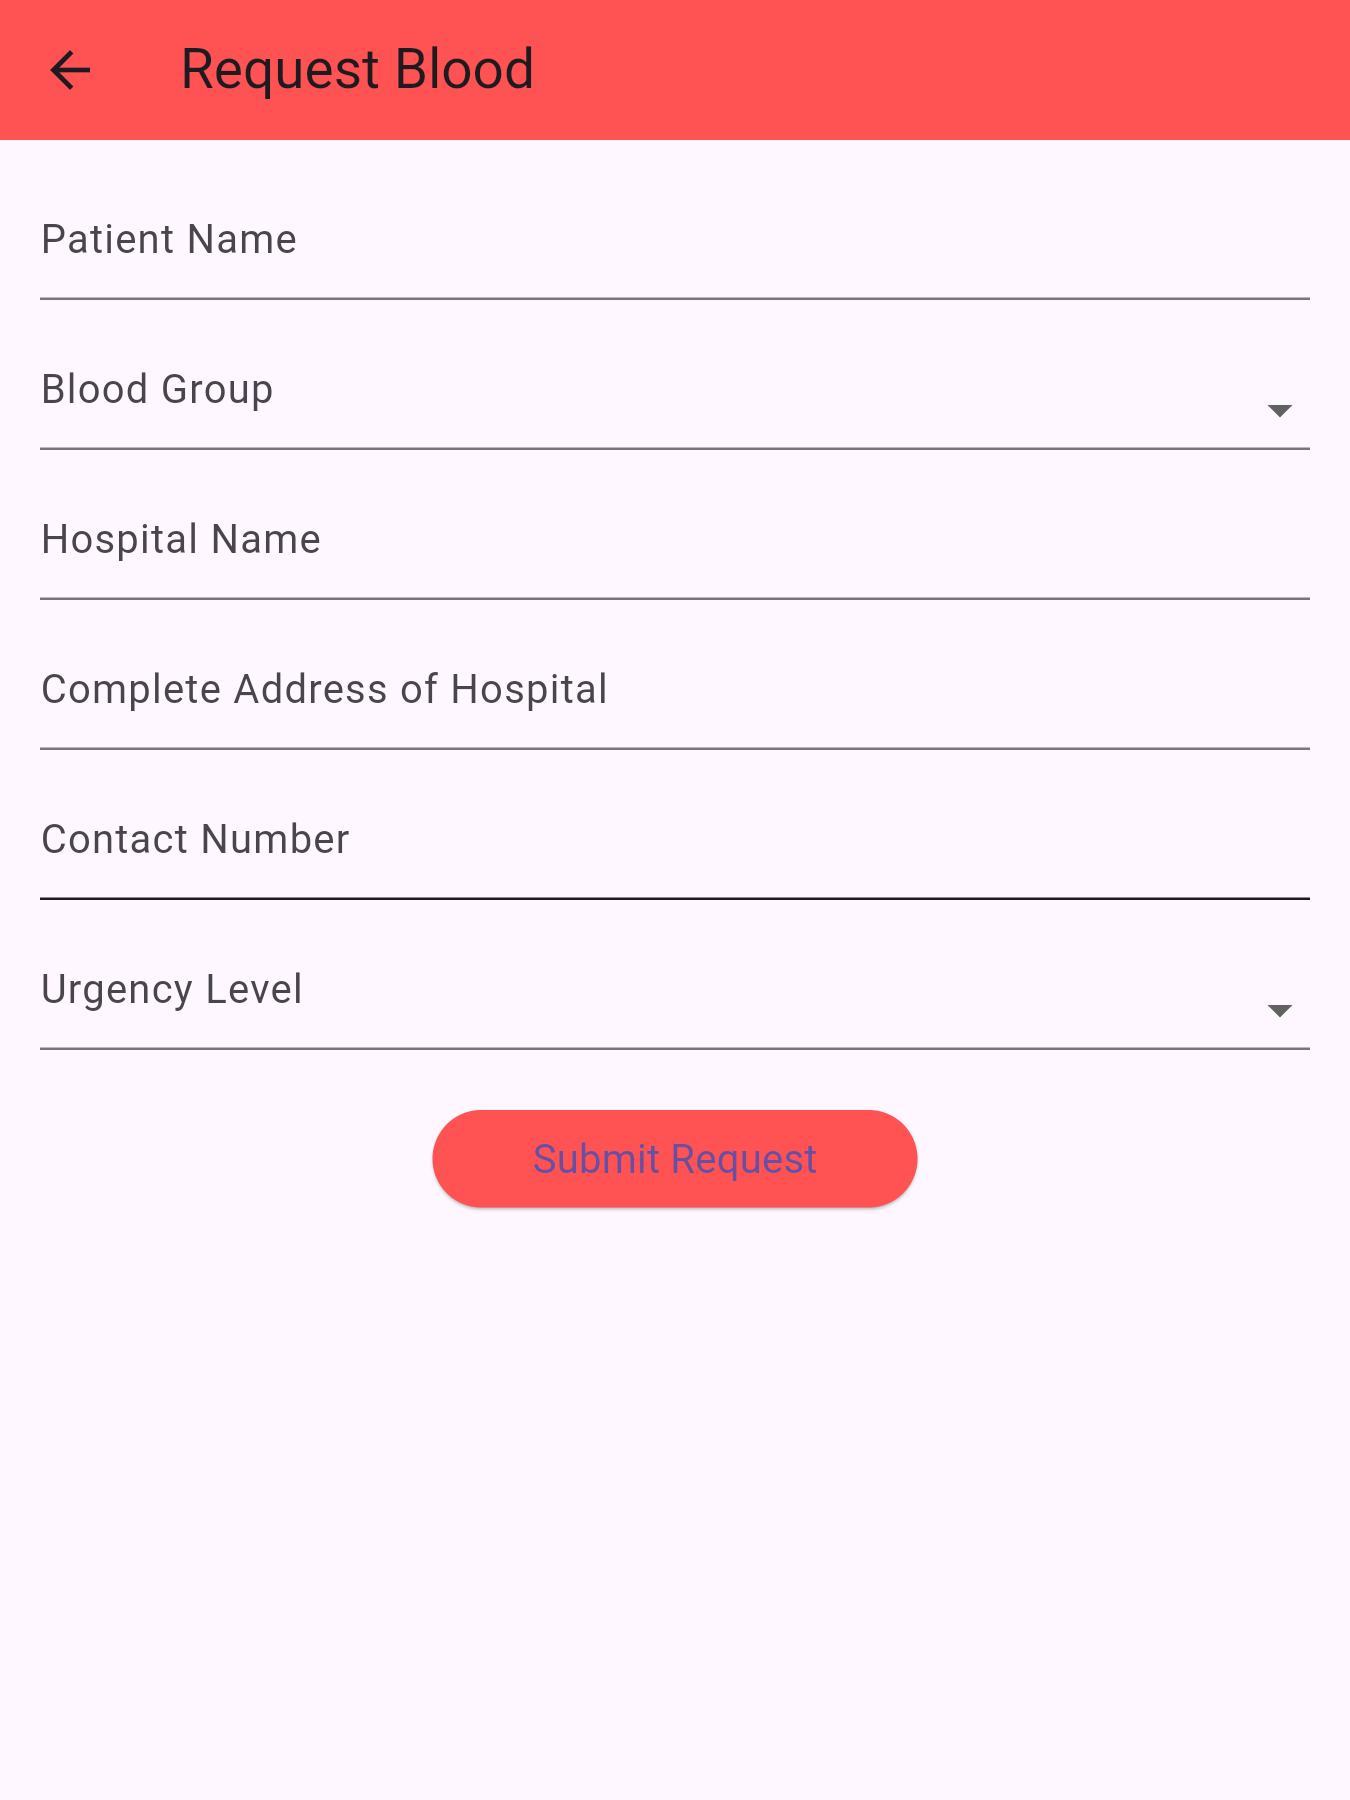 Request Blood
Patient Name
Blood Group
Hospital Name
Complete Address of Hospital
Contact Number
Urgency Level
Submit Request